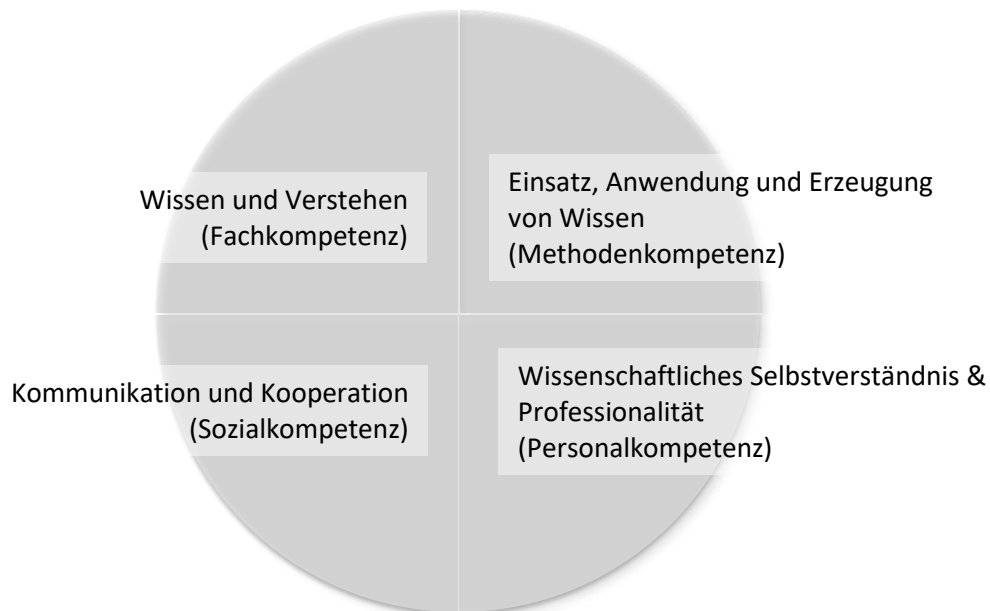 Wissen und Verstehen
(Fachkompetenz)
Einsatz, Anwendung und Erzeugung
von Wissen
(Methodenkompetenz)
Kommunikation und Kooperation
(Sozialkompetenz)
Wissenschaftliches Selbstverständnis &
Professionalität
(Personalkompetenz)